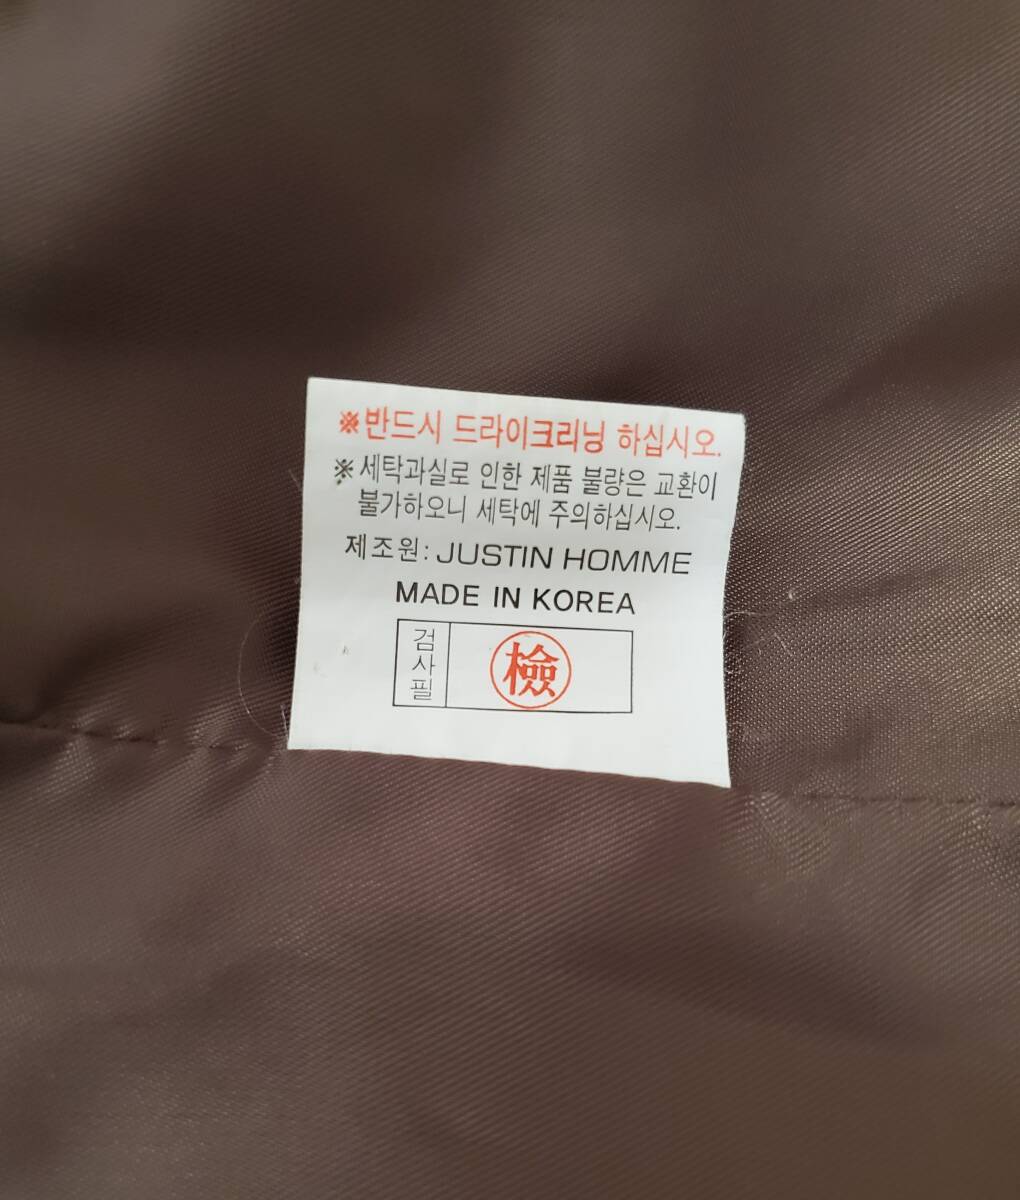 ※반드시 드라이크리닝 하십시오.
※세탁과실로 인한 제품 불량은 교환이
불가하오니 세탁에 주의하십시오.
제조원: JUSTIN HOMME
MADE IN KOREA
검사필
檢